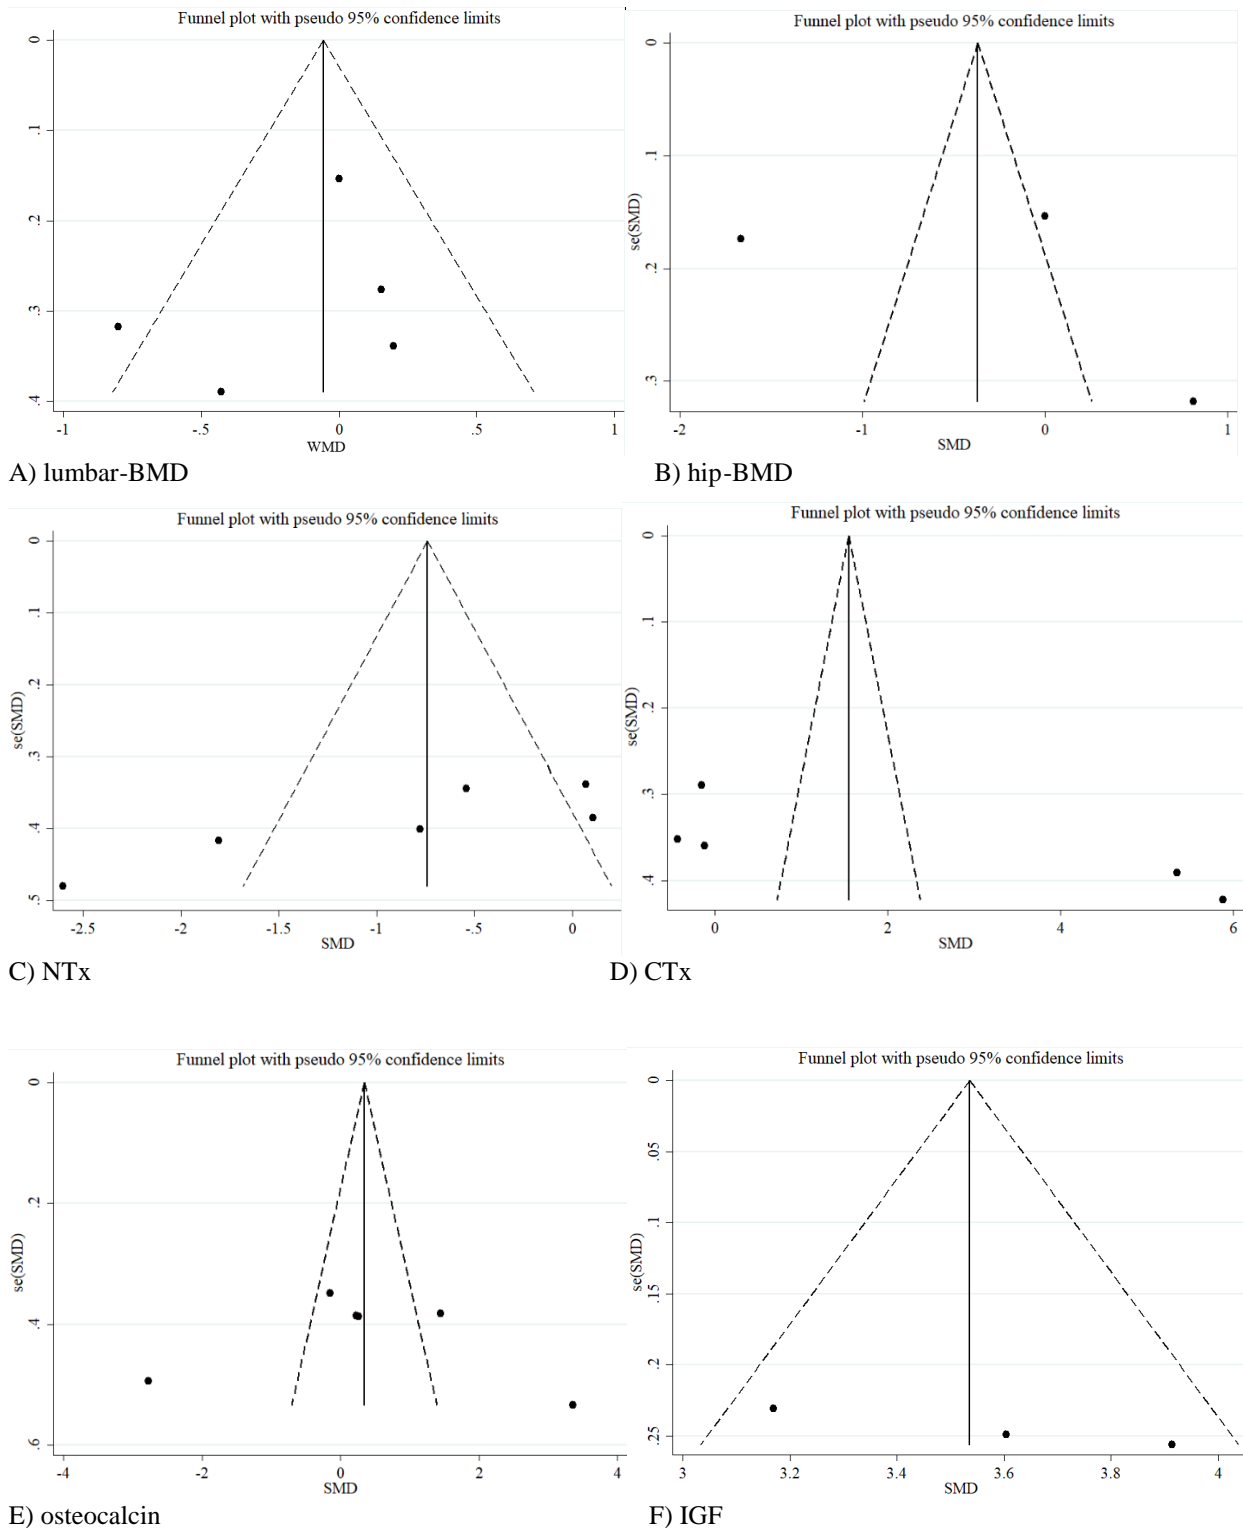 Funnel plot with pseudo 95% confidence limits
0
.1
.2
.3
.4
-1
-.5
0
.5
1
WMD
A) lumbar-BMD
Funnel plot with pseudo 95% confidence limits
se(SMD)
0
.1
.2
.3
-2
-1
0
1
SMD
B) hip-BMD
Funnel plot with pseudo 95% confidence limits
se(SMD)
0
.1
.2
.3
.4
.5
-2.5
-2
-1.5
-1
-.5
0
SMD
C) NTx
Funnel plot with pseudo 95% confidence limits
se(SMD)
0
.1
.2
.3
.4
0
2
4
6
SMD
D) CTx
Funnel plot with pseudo 95% confidence limits
se(SMD)
0
.2
.4
.6
-4
-2
0
2
4
SMD
E) osteocalcin
Funnel plot with pseudo 95% confidence limits
se(SMD)
0
.05
.1
.15
.2
.25
3
3.2
3.4
3.6
3.8
4
SMD
F) IGF